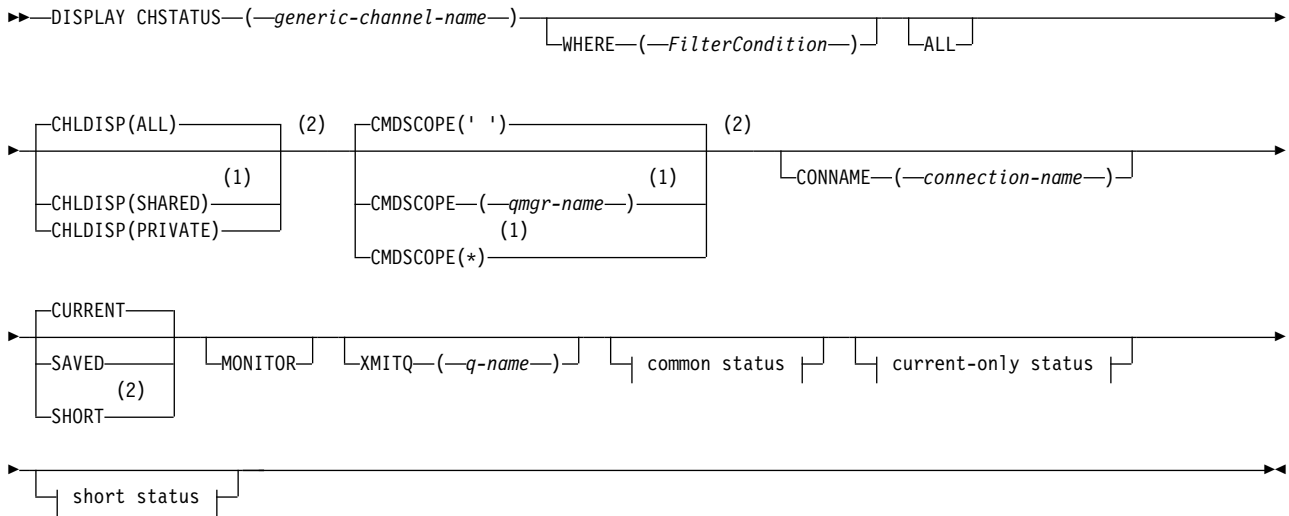 DISPLAY CHSTATUS ( generic-channel-name )
WHERE ( FilterCondition ) ALL
CHLDISP(ALL) (2) CMDSCOPE(' ') (2)
(1) (1) CONNAME ( connection-name )
CHLDISP(SHARED) CMDSCOPE ( qmgr-name )
CHLDISP(PRIVATE) (1)
CMDSCOPE(*)
CURRENT
SAVED MONITOR XMITQ ( q-name ) common status current-only status
(2)
SHORT
short status